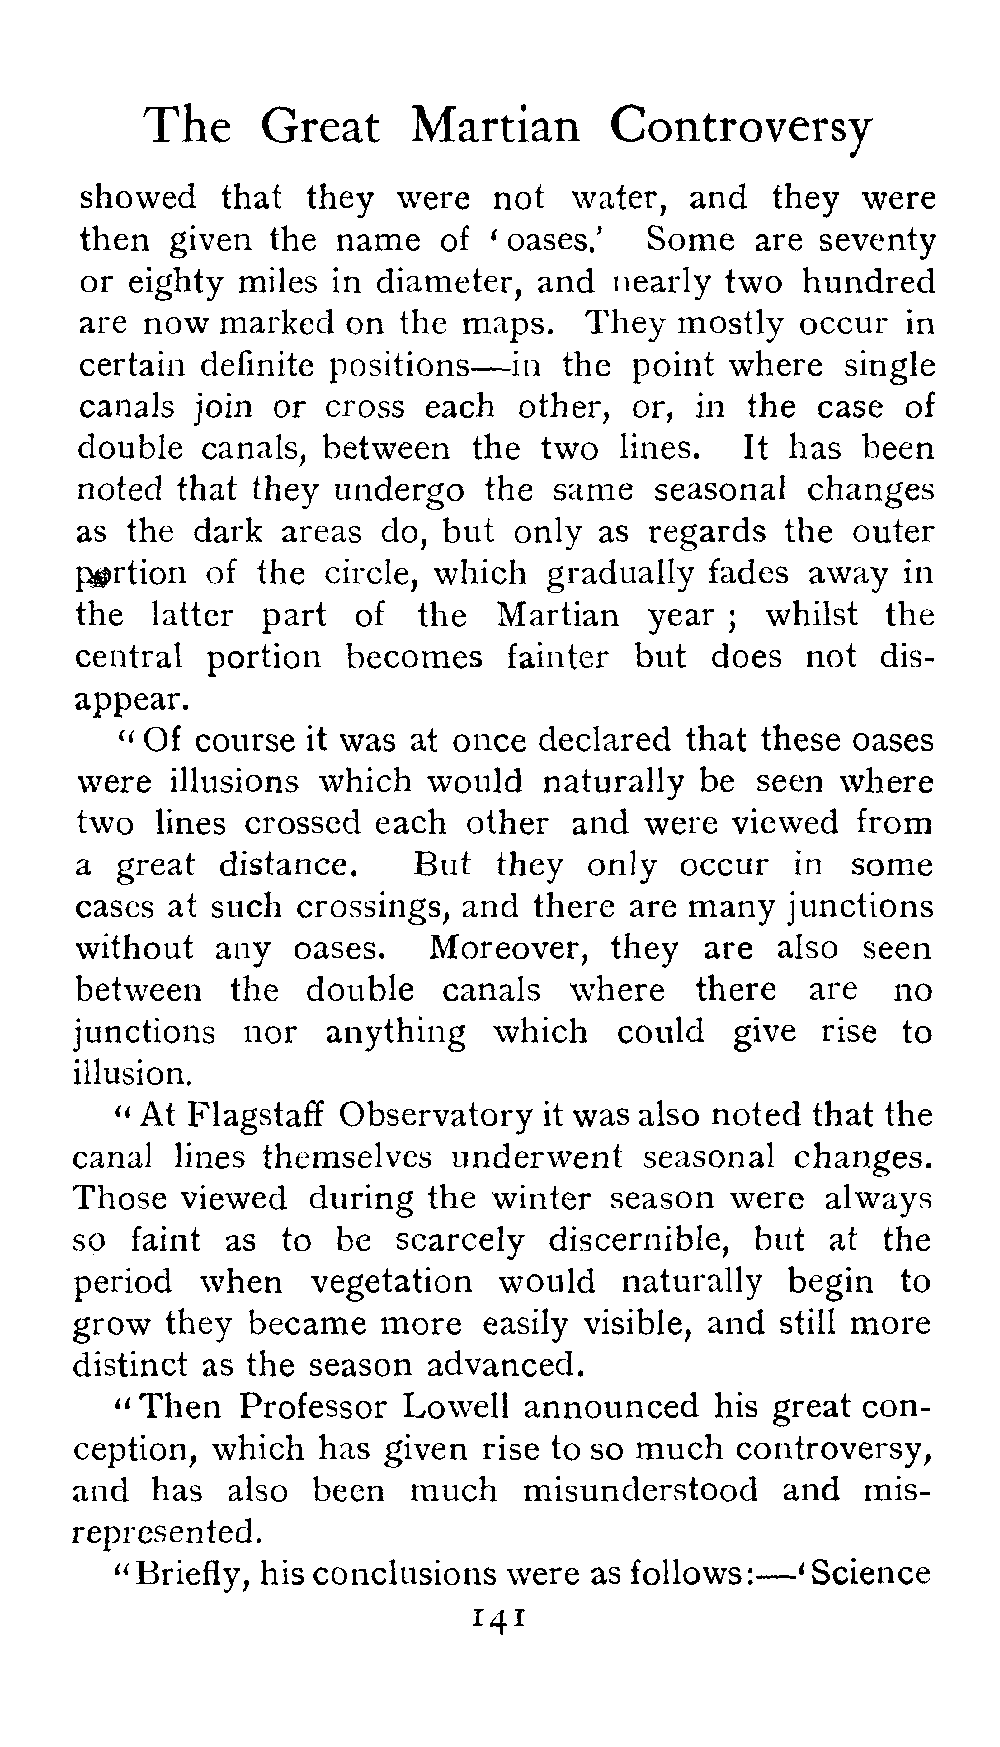 The Great Martian Controversy
showed that they were not water, and they were
then given the name of ‘oases.’ Some are seventy
or eighty miles in diameter, and nearly two hundred
are now marked on the maps. They mostly occur in
certain definite positions—in the point where single
canals join or cross each other, or, in the case of
double canals, between the two lines. It has been
noted that they undergo the same seasonal changes
as the dark areas do, but only as regards the outer
portion of the circle, which gradually fades away in
the latter part of the Martian year; whilst the
central portion becomes fainter but does not dis-
appear.
“Of course it was at once declared that these oases
were illusions which would naturally be seen where
two lines crossed each other and were viewed from
a great distance. But they only occur in some
cases at such crossings, and there are many junctions
without any oases. Moreover, they are also seen
between the double canals where there are no
junctions nor anything which could give rise to
illusion.
“At Flagstaff Observatory it was also noted that the
canal lines themselves underwent seasonal changes.
Those viewed during the winter season were always
so faint as to be scarcely discernible, but at the
period when vegetation would naturally begin to
grow they became more easily visible, and still more
distinct as the season advanced.
“Then Professor Lowell announced his great con-
ception, which has given rise to so much controversy,
and has also been much misunderstood and mis-
represented.
“Briefly, his conclusions were as follows:—‘Science
141